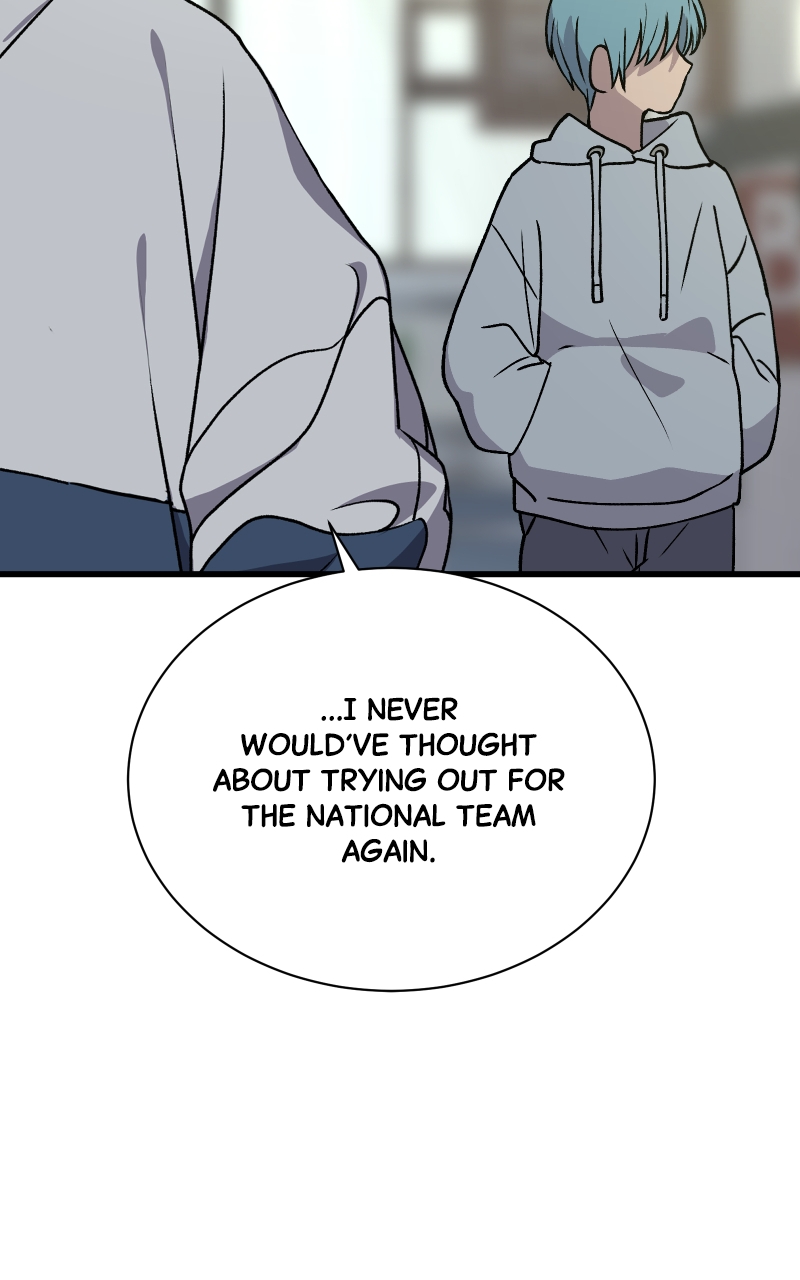 ...I NEVER
WOULD'VE THOUGHT
ABOUT TRYING OUT FOR
THE NATIONAL TEAM
AGAIN.